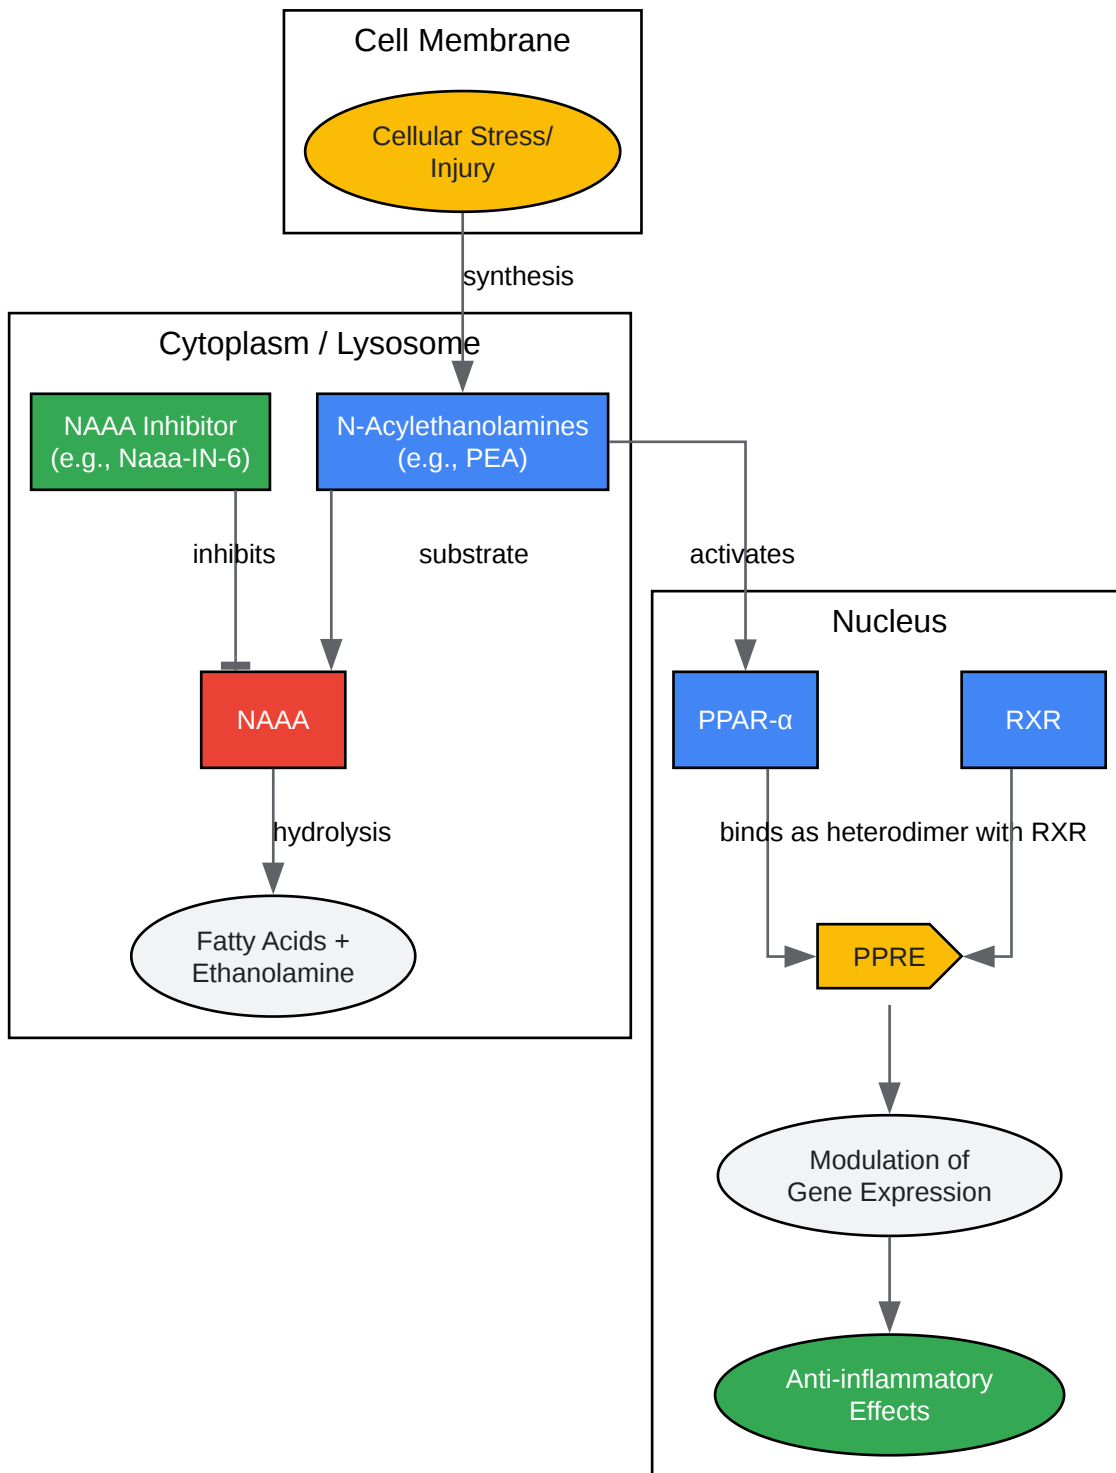 Cell Membrane
Cellular Stress/
Injury
synthesis
Cytoplasm / Lysosome
NAAA Inhibitor
(e.g., Naaa-IN-6)
N-Acylethanolamines
(e.g., PEA)
inhibits
substrate
activates
Nucleus
NAAA
PPAR-α
RXR
hydrolysis
binds as heterodimer with RXR
Fatty Acids +
Ethanolamine
PPRE
Modulation of
Gene Expression
Anti-inflammatory
Effects